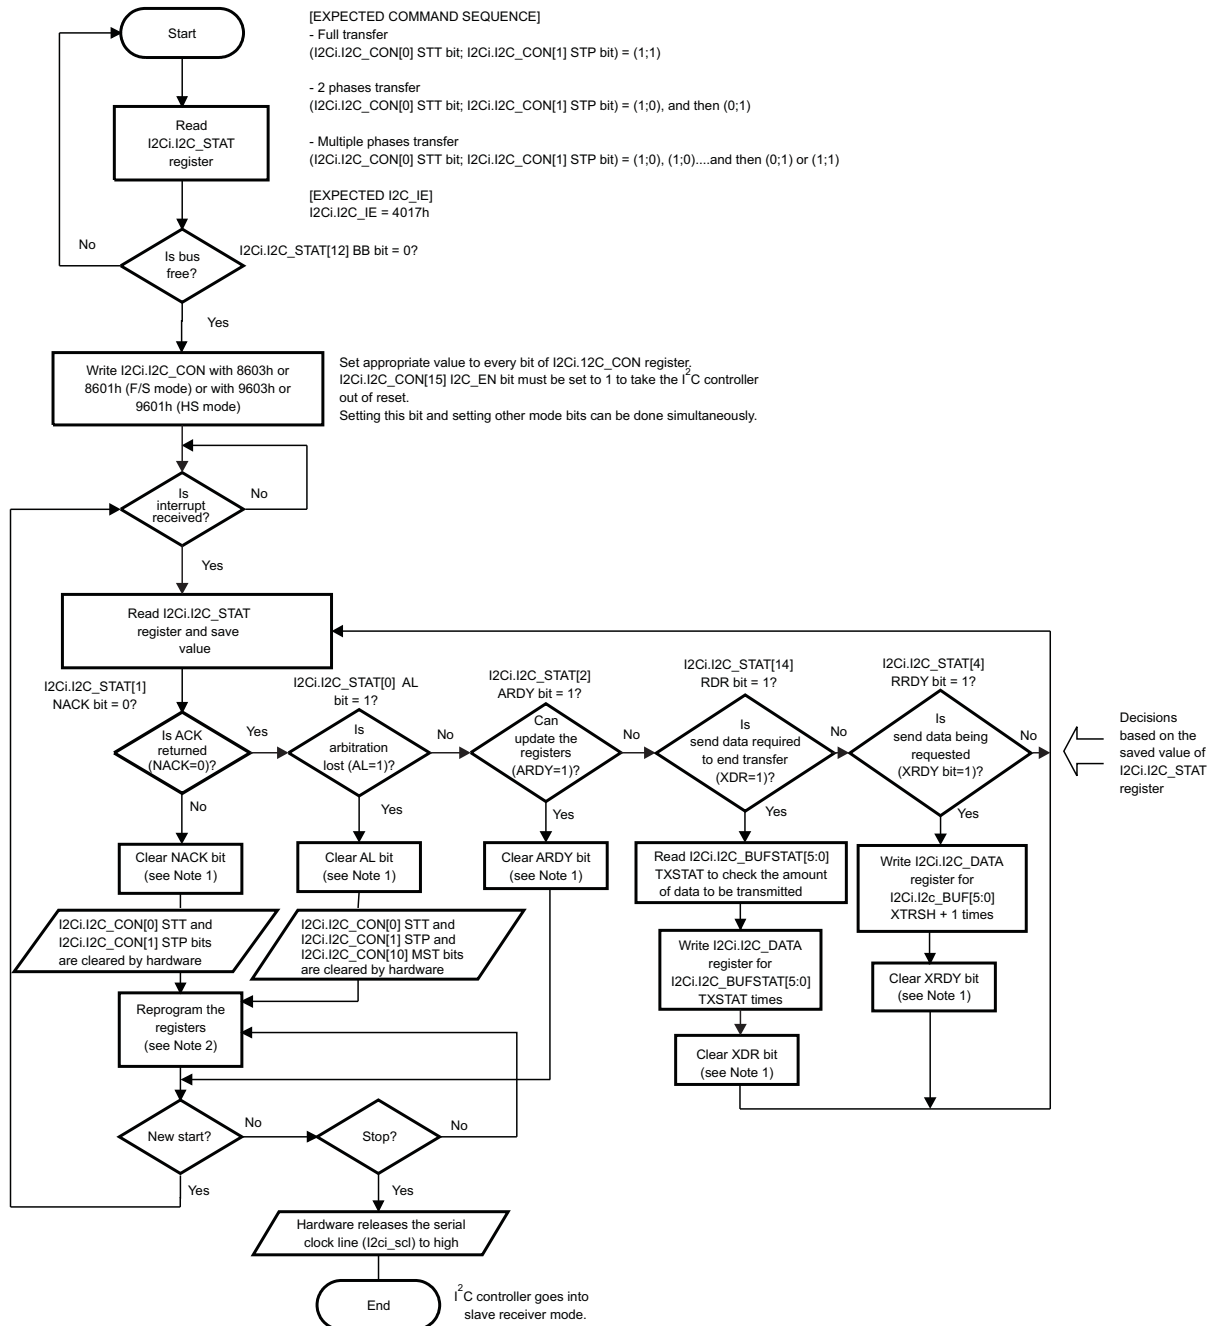 Start
[EXPECTED COMMAND SEQUENCE]
- Full transfer
(I2Ci.I2C_CON[0] STT bit; I2Ci.I2C_CON[1] STP bit) = (1;1)
- 2 phases transfer
(I2Ci.I2C_CON[0] STT bit; I2Ci.I2C_CON[1] STP bit) = (1;0), and then (0;1)
- Multiple phases transfer
(I2Ci.I2C_CON[0] STT bit; I2Ci.I2C_CON[1] STP bit) = (1;0), (1;0)....and then (0;1) or (1;1)
[EXPECTED I2C_IE]
I2Ci.I2C_IE = 4017h
Read
I2Ci.I2C_STAT
register
No
Is bus
free?
I2Ci.I2C_STAT[12] BB bit = 0?
Yes
Write I2Ci.I2C_CON with 8603h or
8601h (F/S mode) or with 9603h or
9601h (HS mode)
Set appropriate value to every bit of I2Ci.12C_CON register.
I2Ci.I2C_CON[15] I2C_EN bit must be set to 1 to take the I2C controller
out of reset.
Setting this bit and setting other mode bits can be done simultaneously.
Is
interrupt
received?
No
Yes
Read I2Ci.I2C_STAT
register and save
value
I2Ci.I2C_STAT[1]
NACK bit = 0?
Is ACK
returned
(NACK=0)?
Yes
No
I2Ci.I2C_STAT[0] AL
bit = 1?
Is
arbitration
lost (AL=1)?
No
Yes
I2Ci.I2C_STAT[2]
ARDY bit = 1?
Can
update the
registers
(ARDY=1)?
No
Yes
I2Ci.I2C_STAT[14]
RDR bit = 1?
Is
send data required
to end transfer
(XDR=1)?
No
Yes
I2Ci.I2C_STAT[4]
RRDY bit = 1?
Is
send data being
requested
(XRDY bit=1)?
No
Yes
Decisions
based on the
saved value of
I2Ci.I2C_STAT
register
Clear NACK bit
(see Note 1)
Clear AL bit
(see Note 1)
Clear ARDY bit
(see Note 1)
Read I2Ci.I2C_BUFSTAT[5:0]
TXSTAT to check the amount
of data to be transmitted
Write I2Ci.I2C_DATA
register for
I2Ci.I2c_BUF[5:0]
XTRSH + 1 times
I2Ci.I2C_CON[0] STT and
I2Ci.I2C_CON[1] STP bits
are cleared by hardware
I2Ci.I2C_CON[0] STT and
I2Ci.I2C_CON[1] STP and
I2Ci.I2C_CON[10] MST bits
are cleared by hardware
Write I2Ci.I2C_DATA
register for
I2Ci.I2C_BUFSTAT[5:0]
TXSTAT times
Clear XRDY bit
(see Note 1)
Reprogram the
registers
(see Note 2)
Clear XDR bit
(see Note 1)
New start?
No
Yes
Stop?
No
Yes
Hardware releases the serial
clock line (I2ci_scl) to high
End
I2C controller goes into
slave receiver mode.